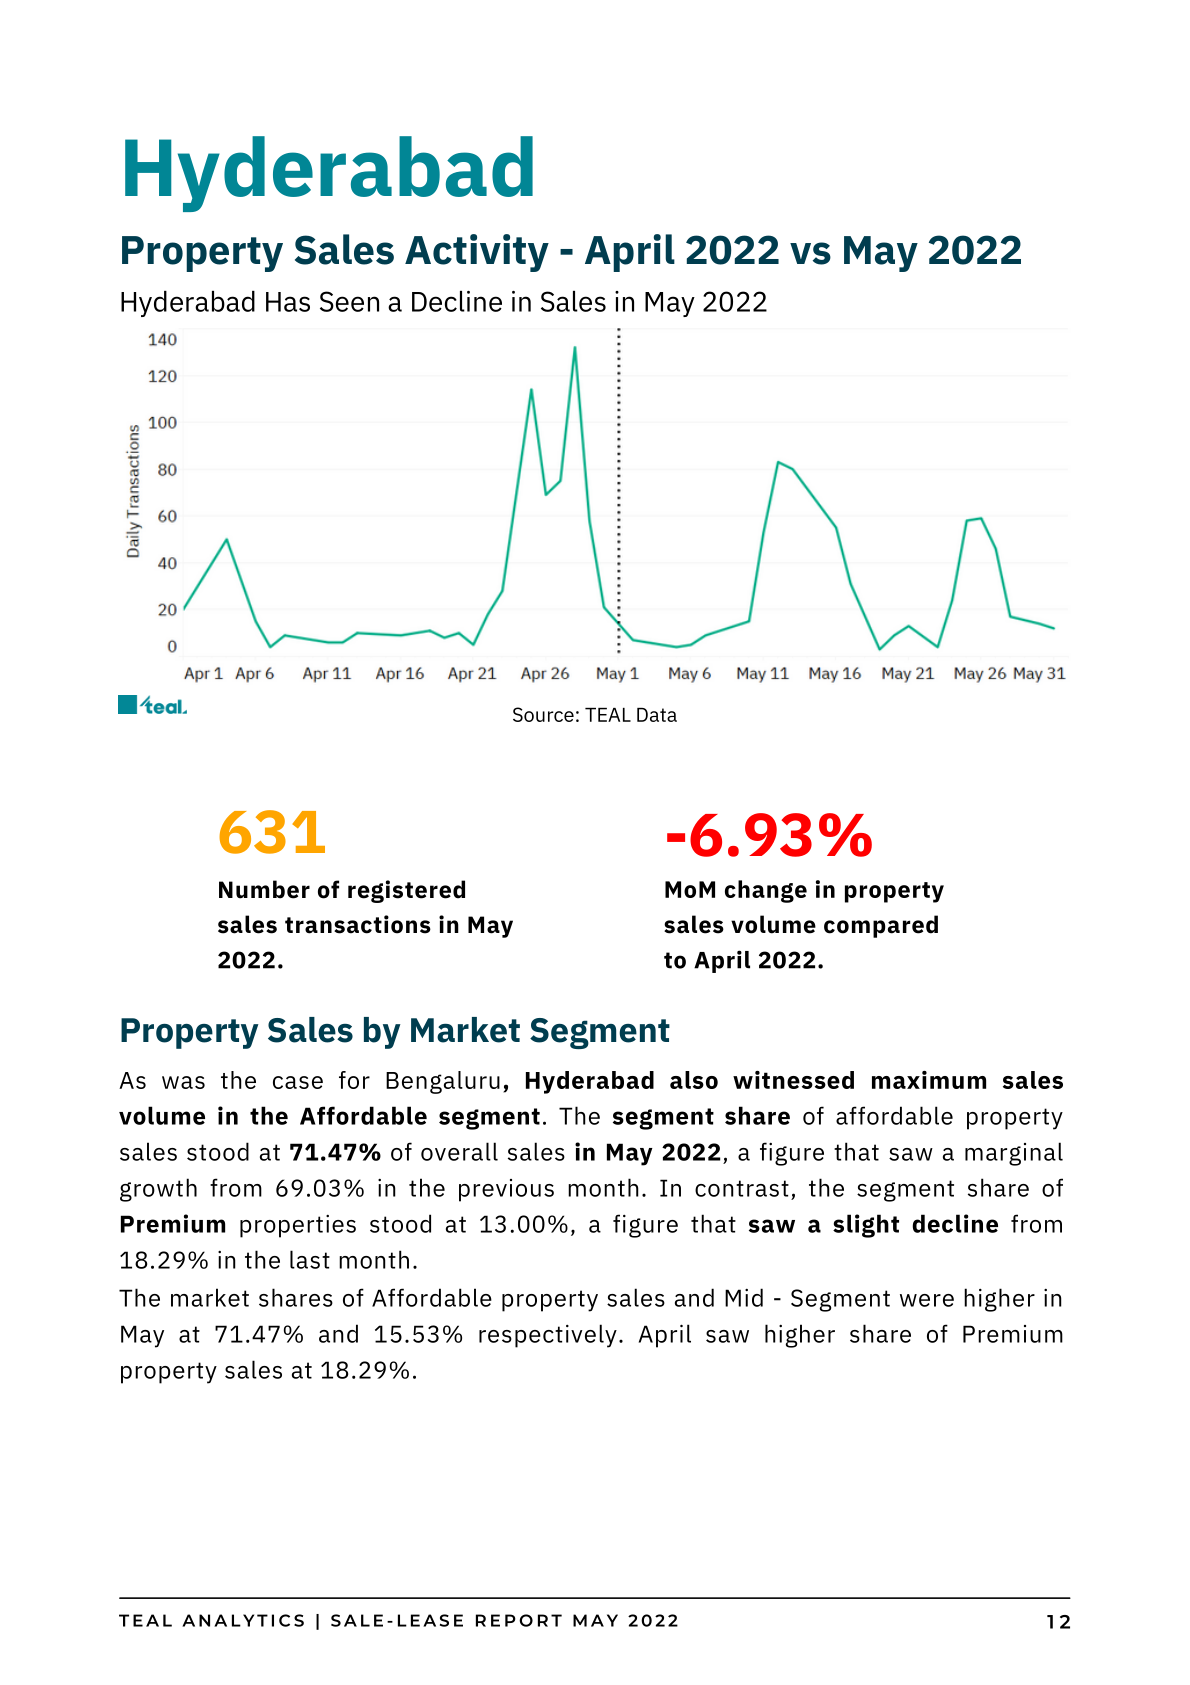 Hyderabad
Property Sales Activity - April 2022 vs May 2022
Hyderabad Has Seen a Decline in Sales in May 2022
140
120
100
80
60
40
20
0
Daily Transactions
Apr 1 Apr 6 Apr 11 Apr 16 Apr 21 Apr 26 May 1 May 6 May 11 May 16 May 21 May 26 May 31
teal.
Source: TEAL Data
631
Number of registered
sales transactions in May
2022.
-6.93%
MoM change in property
sales volume compared
to April 2022.
Property Sales by Market Segment
As was the case for Bengaluru, Hyderabad also witnessed maximum sales
volume in the Affordable segment. The segment share of affordable property
sales stood at 71.47% of overall sales in May 2022, a figure that saw a marginal
growth from 69.03% in the previous month. In contrast, the segment share of
Premium properties stood at 13.00%, a figure that saw a slight decline from
18.29% in the last month.
The market shares of Affordable property sales and Mid - Segment were higher in
May at 71.47% and 15.53% respectively. April saw higher share of Premium
property sales at 18.29%.
TEAL ANALYTICS | SALE-LEASE REPORT MAY 2022
12